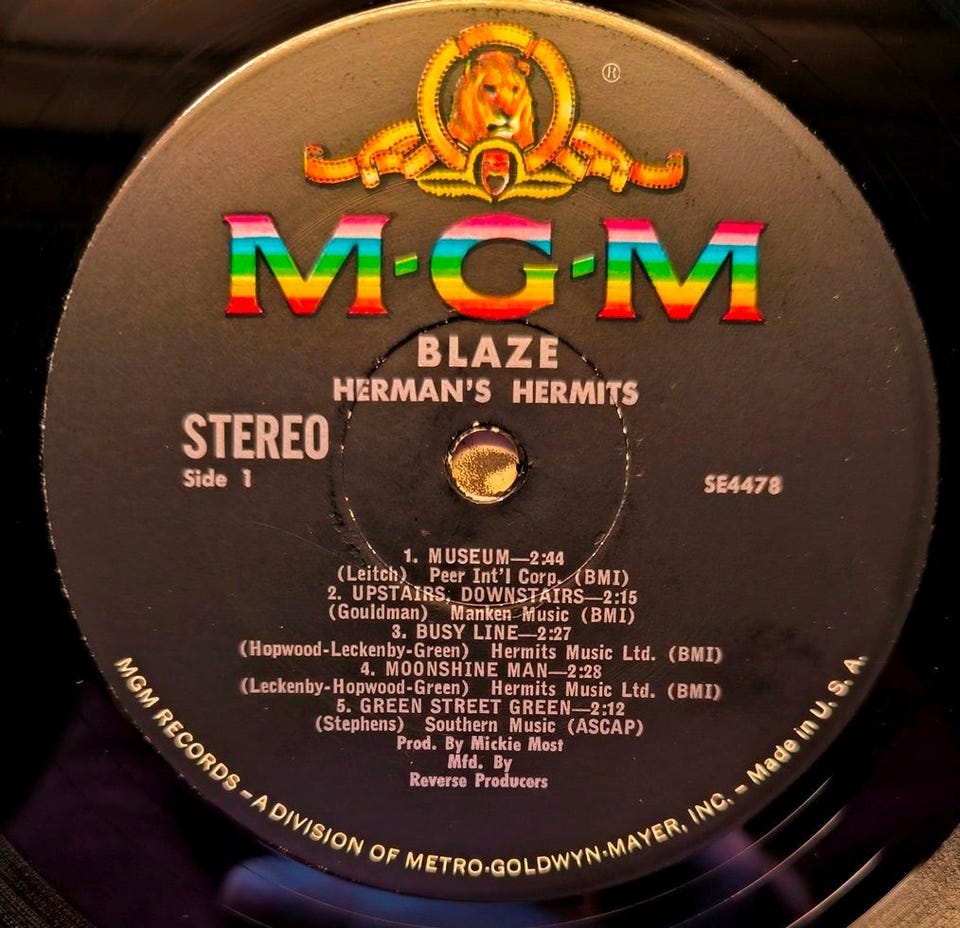 ®
M·G·M
BLAZE
HERMAN'S HERMITS
STEREO
Side 1
SE4478
1. MUSEUM—2:44
(Leitch) Peer Int'l Corp. (BMI)
2. UPSTAIRS, DOWNSTAIRS—2:15
(Gouldman) Manken Music (BMI)
3. BUSY LINE—2:27
(Hopwood-Leckenby-Green) Hermits Music Ltd. (BMI)
4. MOONSHINE MAN—2:28
(Leckenby-Hopwood-Green) Hermits Music Ltd. (BMI)
5. GREEN STREET GREEN—2:12
(Stephens) Southern Music (ASCAP)
Prod. By Mickie Most
Mfd. By
Reverse Producers
MGM RECORDS – A DIVISION OF METRO·GOLDWYN·MAYER, INC. – Made in U. S. A.